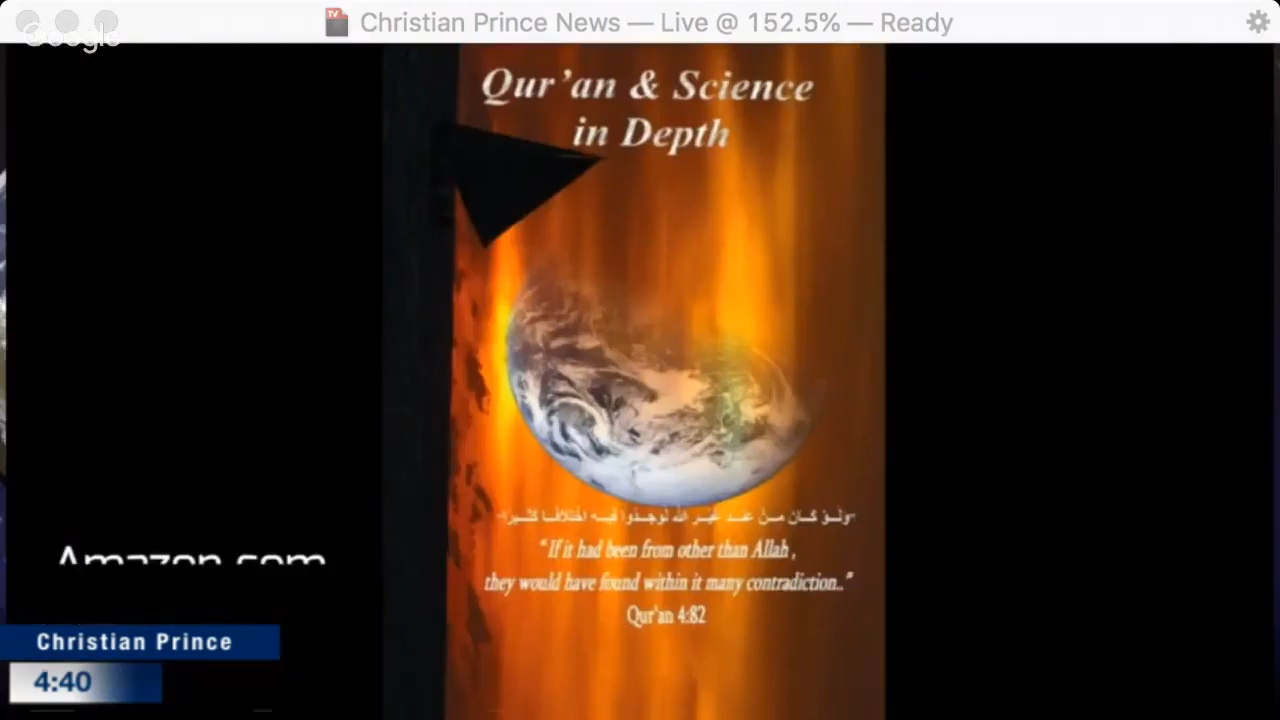 Christian Prince News — Live @ 152.5% — Ready
TV
Google
Qur'an & Science
in Depth
"ولو كان من عند غير الله لوجدوا فيه اختلافا كثيرا"
"If it had been from other than Allah ,
they would have found within it many contradiction.."
Qur'an 4:82
Amazon.com
Christian Prince
4:40